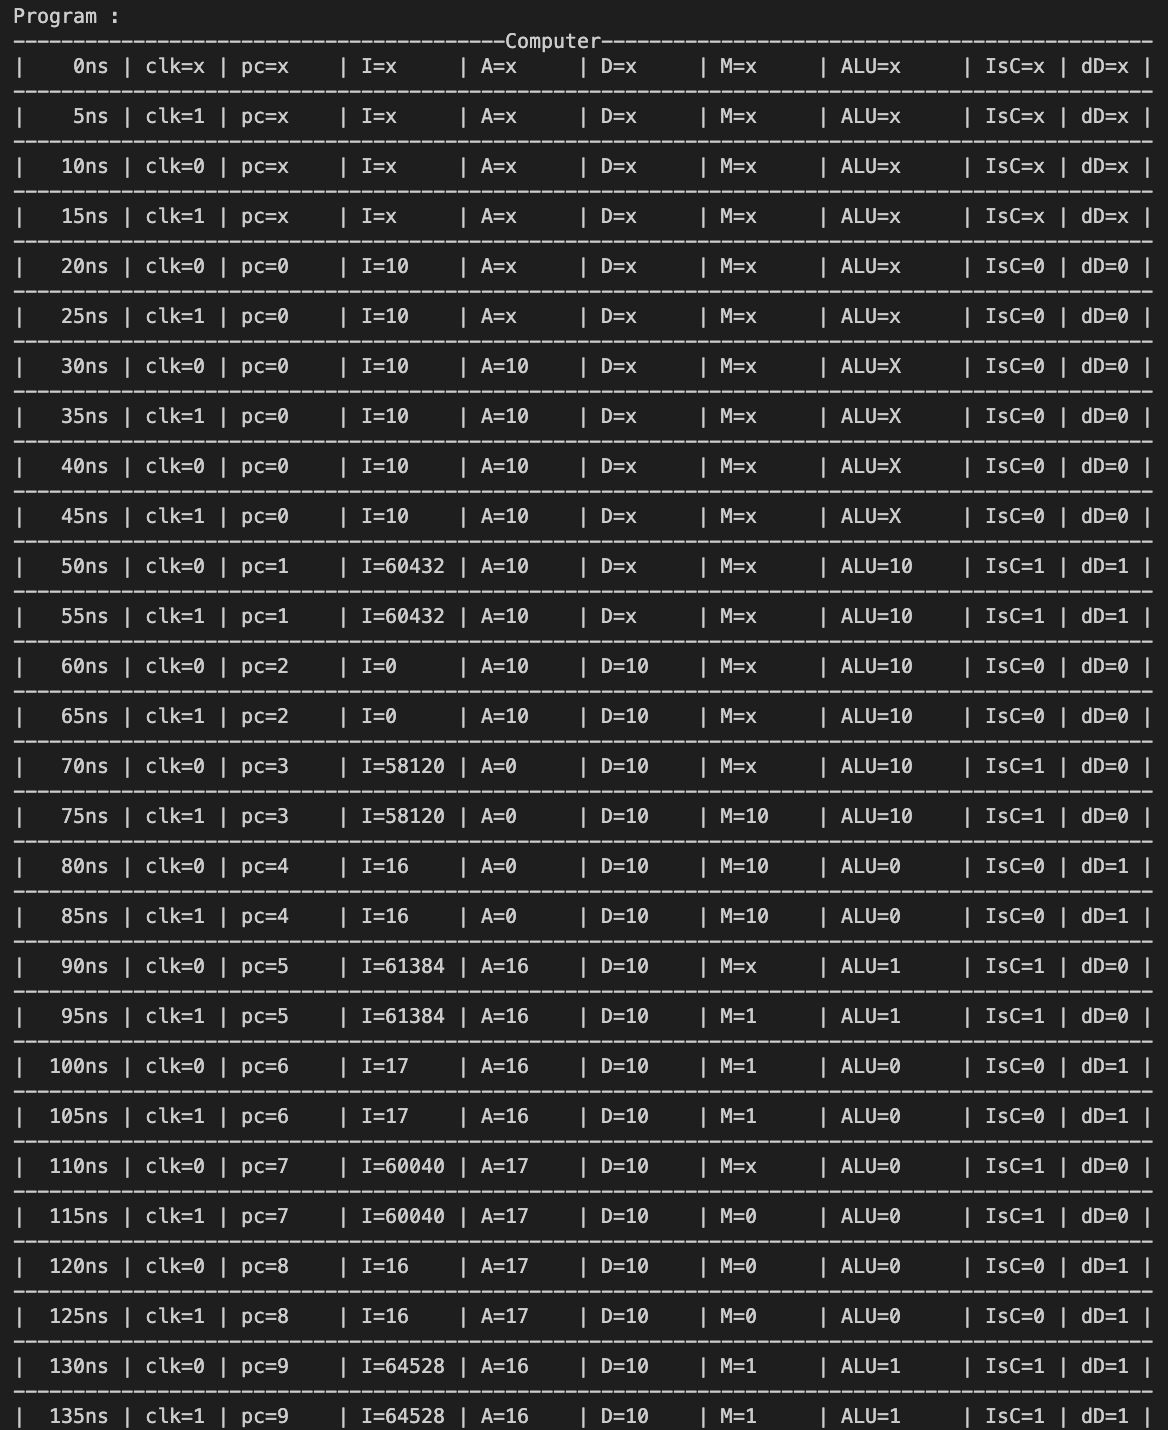 Program :
-----------------------------------------Computer----------------------------------------------
|    0ns | clk=x | pc=x    | I=x     | A=x     | D=x     | M=x     | ALU=x     | IsC=x | dD=x |
-----------------------------------------------------------------------------------------------
|    5ns | clk=1 | pc=x    | I=x     | A=x     | D=x     | M=x     | ALU=x     | IsC=x | dD=x |
-----------------------------------------------------------------------------------------------
|   10ns | clk=0 | pc=x    | I=x     | A=x     | D=x     | M=x     | ALU=x     | IsC=x | dD=x |
-----------------------------------------------------------------------------------------------
|   15ns | clk=1 | pc=x    | I=x     | A=x     | D=x     | M=x     | ALU=x     | IsC=x | dD=x |
-----------------------------------------------------------------------------------------------
|   20ns | clk=0 | pc=0    | I=10    | A=x     | D=x     | M=x     | ALU=x     | IsC=0 | dD=0 |
-----------------------------------------------------------------------------------------------
|   25ns | clk=1 | pc=0    | I=10    | A=x     | D=x     | M=x     | ALU=x     | IsC=0 | dD=0 |
-----------------------------------------------------------------------------------------------
|   30ns | clk=0 | pc=0    | I=10    | A=10    | D=x     | M=x     | ALU=X     | IsC=0 | dD=0 |
-----------------------------------------------------------------------------------------------
|   35ns | clk=1 | pc=0    | I=10    | A=10    | D=x     | M=x     | ALU=X     | IsC=0 | dD=0 |
-----------------------------------------------------------------------------------------------
|   40ns | clk=0 | pc=0    | I=10    | A=10    | D=x     | M=x     | ALU=X     | IsC=0 | dD=0 |
-----------------------------------------------------------------------------------------------
|   45ns | clk=1 | pc=0    | I=10    | A=10    | D=x     | M=x     | ALU=X     | IsC=0 | dD=0 |
-----------------------------------------------------------------------------------------------
|   50ns | clk=0 | pc=1    | I=60432 | A=10    | D=x     | M=x     | ALU=10    | IsC=1 | dD=1 |
-----------------------------------------------------------------------------------------------
|   55ns | clk=1 | pc=1    | I=60432 | A=10    | D=x     | M=x     | ALU=10    | IsC=1 | dD=1 |
-----------------------------------------------------------------------------------------------
|   60ns | clk=0 | pc=2    | I=0     | A=10    | D=10    | M=x     | ALU=10    | IsC=0 | dD=0 |
-----------------------------------------------------------------------------------------------
|   65ns | clk=1 | pc=2    | I=0     | A=10    | D=10    | M=x     | ALU=10    | IsC=0 | dD=0 |
-----------------------------------------------------------------------------------------------
|   70ns | clk=0 | pc=3    | I=58120 | A=0     | D=10    | M=x     | ALU=10    | IsC=1 | dD=0 |
-----------------------------------------------------------------------------------------------
|   75ns | clk=1 | pc=3    | I=58120 | A=0     | D=10    | M=10    | ALU=10    | IsC=1 | dD=0 |
-----------------------------------------------------------------------------------------------
|   80ns | clk=0 | pc=4    | I=16    | A=0     | D=10    | M=10    | ALU=0     | IsC=0 | dD=1 |
-----------------------------------------------------------------------------------------------
|   85ns | clk=1 | pc=4    | I=16    | A=0     | D=10    | M=10    | ALU=0     | IsC=0 | dD=1 |
-----------------------------------------------------------------------------------------------
|   90ns | clk=0 | pc=5    | I=61384 | A=16    | D=10    | M=x     | ALU=1     | IsC=1 | dD=0 |
-----------------------------------------------------------------------------------------------
|   95ns | clk=1 | pc=5    | I=61384 | A=16    | D=10    | M=1     | ALU=1     | IsC=1 | dD=0 |
-----------------------------------------------------------------------------------------------
|  100ns | clk=0 | pc=6    | I=17    | A=16    | D=10    | M=1     | ALU=0     | IsC=0 | dD=1 |
-----------------------------------------------------------------------------------------------
|  105ns | clk=1 | pc=6    | I=17    | A=16    | D=10    | M=1     | ALU=0     | IsC=0 | dD=1 |
-----------------------------------------------------------------------------------------------
|  110ns | clk=0 | pc=7    | I=60040 | A=17    | D=10    | M=x     | ALU=0     | IsC=1 | dD=0 |
-----------------------------------------------------------------------------------------------
|  115ns | clk=1 | pc=7    | I=60040 | A=17    | D=10    | M=0     | ALU=0     | IsC=1 | dD=0 |
-----------------------------------------------------------------------------------------------
|  120ns | clk=0 | pc=8    | I=16    | A=17    | D=10    | M=0     | ALU=0     | IsC=0 | dD=1 |
-----------------------------------------------------------------------------------------------
|  125ns | clk=1 | pc=8    | I=16    | A=17    | D=10    | M=0     | ALU=0     | IsC=0 | dD=1 |
-----------------------------------------------------------------------------------------------
|  130ns | clk=0 | pc=9    | I=64528 | A=16    | D=10    | M=1     | ALU=1     | IsC=1 | dD=1 |
-----------------------------------------------------------------------------------------------
|  135ns | clk=1 | pc=9    | I=64528 | A=16    | D=10    | M=1     | ALU=1     | IsC=1 | dD=1 |